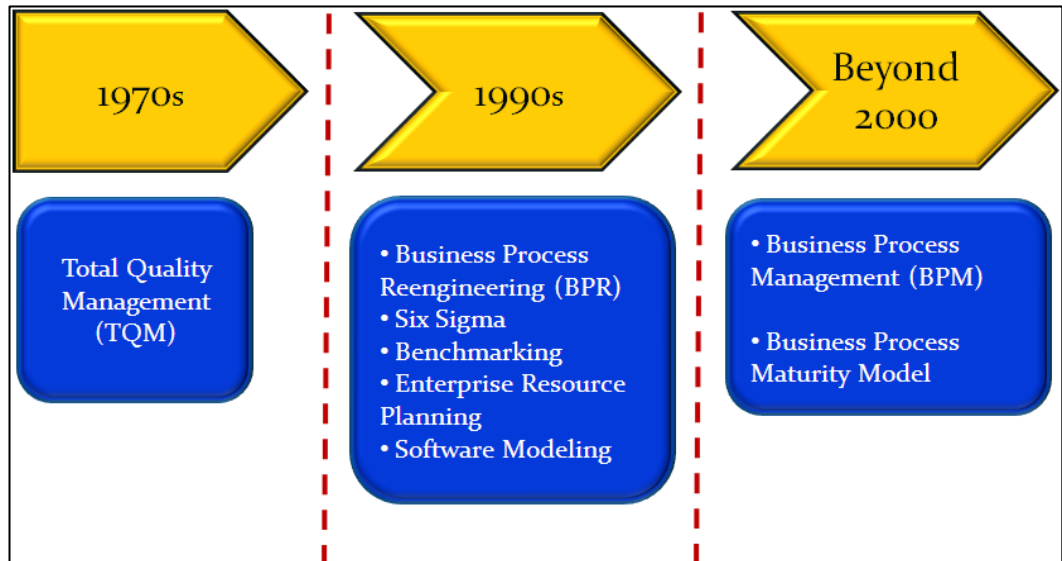 1970s
1990s
Beyond
2000
Total Quality
Management
(TQM)
• Business Process
Reengineering (BPR)
• Six Sigma
• Benchmarking
• Enterprise Resource
Planning
• Software Modeling
• Business Process
Management (BPM)
• Business Process
Maturity Model